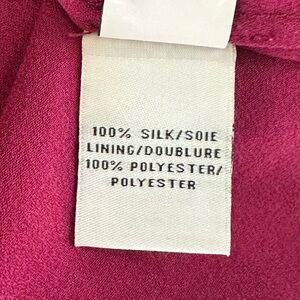 100% SILK/SOIE
LINING/DOUBLURE
100% POLYESTER/
POLYESTER